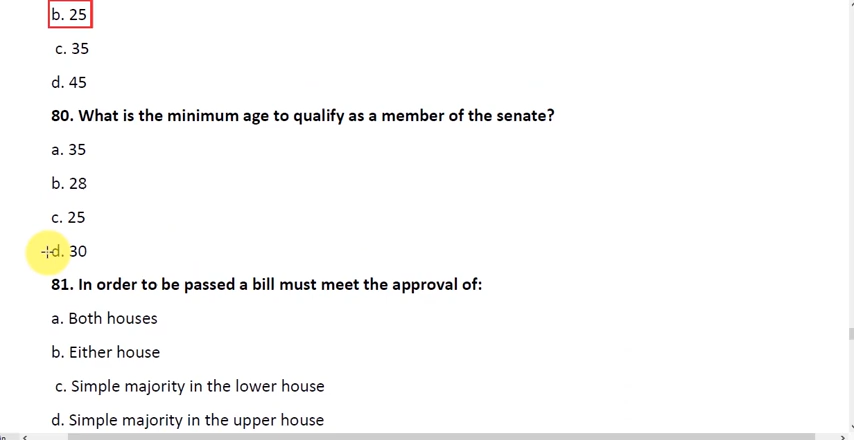 b. 25
c. 35
d. 45
80. What is the minimum age to qualify as a member of the senate?
a. 35
b. 28
c. 25
d. 30
81. In order to be passed a bill must meet the approval of:
a. Both houses
b. Either house
c. Simple majority in the lower house
d. Simple majority in the upper house